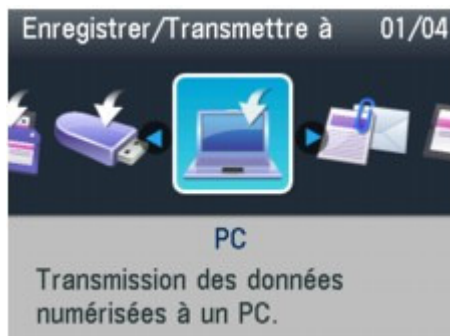 Enregistrer/Transmettre à 01/04
PC
Transmission des données
numérisées à un PC.